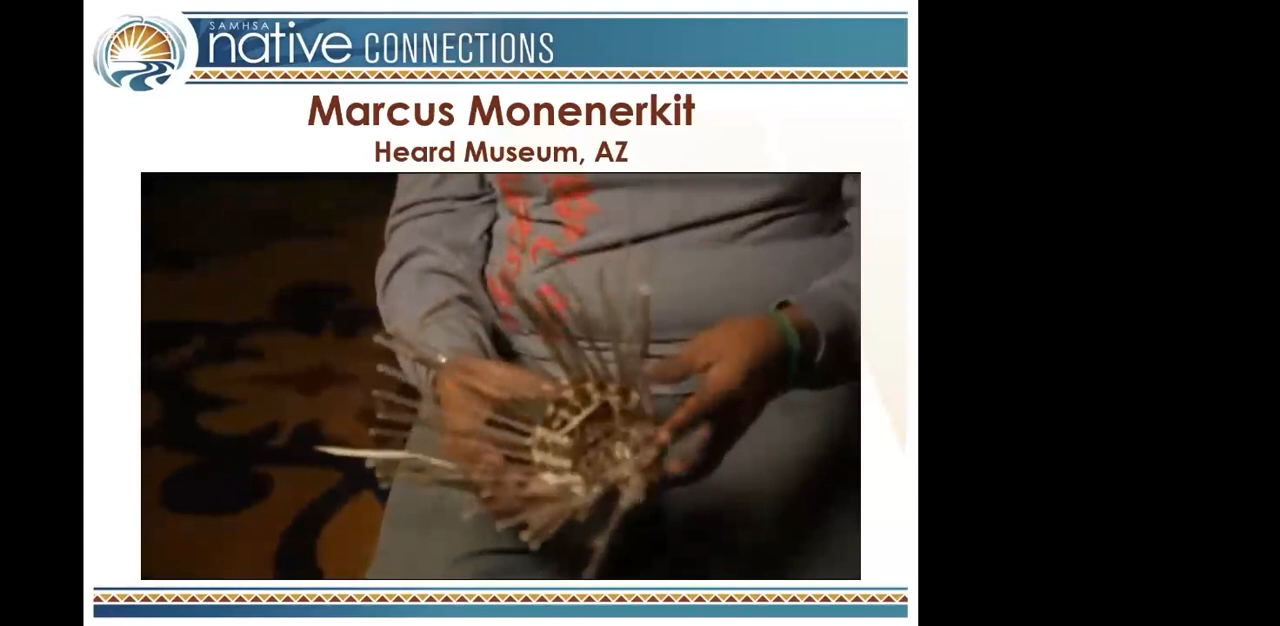 SAMHSA
native CONNECTIONS
Marcus Monenerkit
Heard Museum, AZ